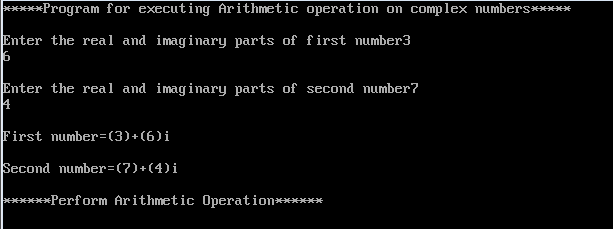 *****Program for executing Arithmetic operation on complex numbers*****
Enter the real and imaginary parts of first number3
6
Enter the real and imaginary parts of second number7
4
First number=(3)+(6)i
Second number=(7)+(4)i
******Perform Arithmetic Operation******